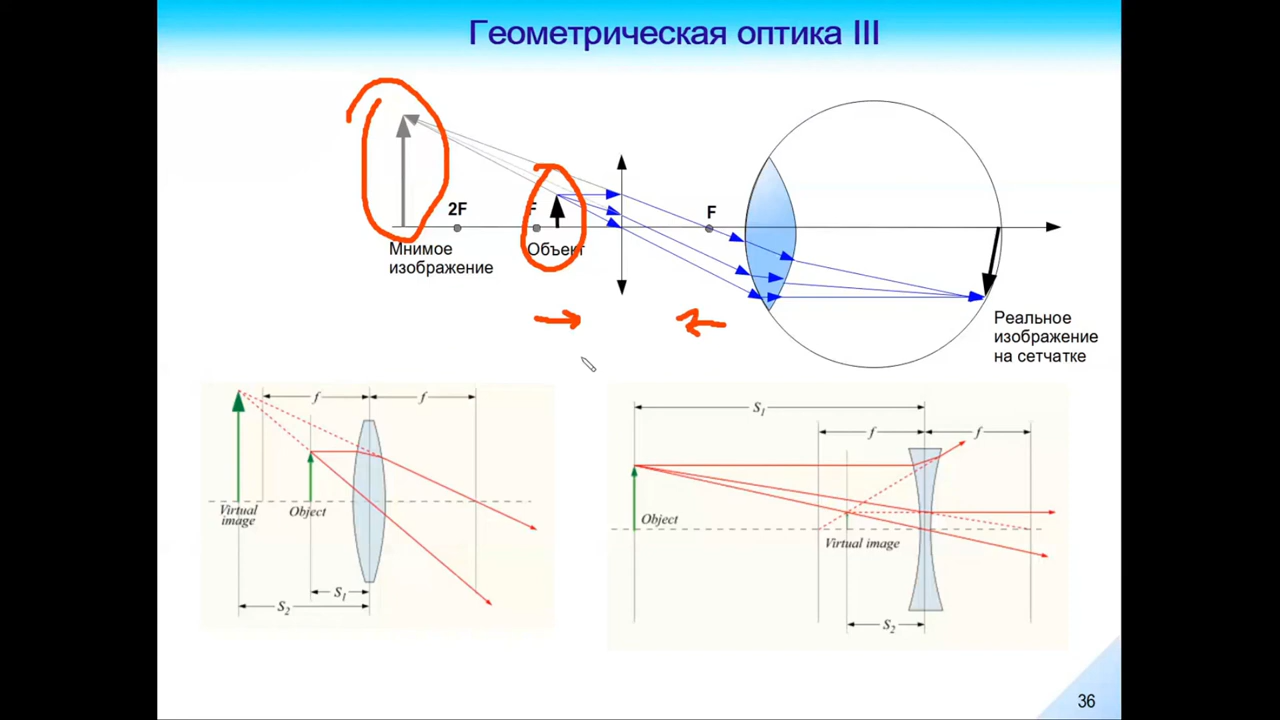 Геометрическая оптика III
2F
F
F
Мнимое
изображение
Объект
Реальное
изображение
на сетчатке
f
f
Virtual
image
Object
S1
S2
S1
f
f
Object
Virtual image
S2
36